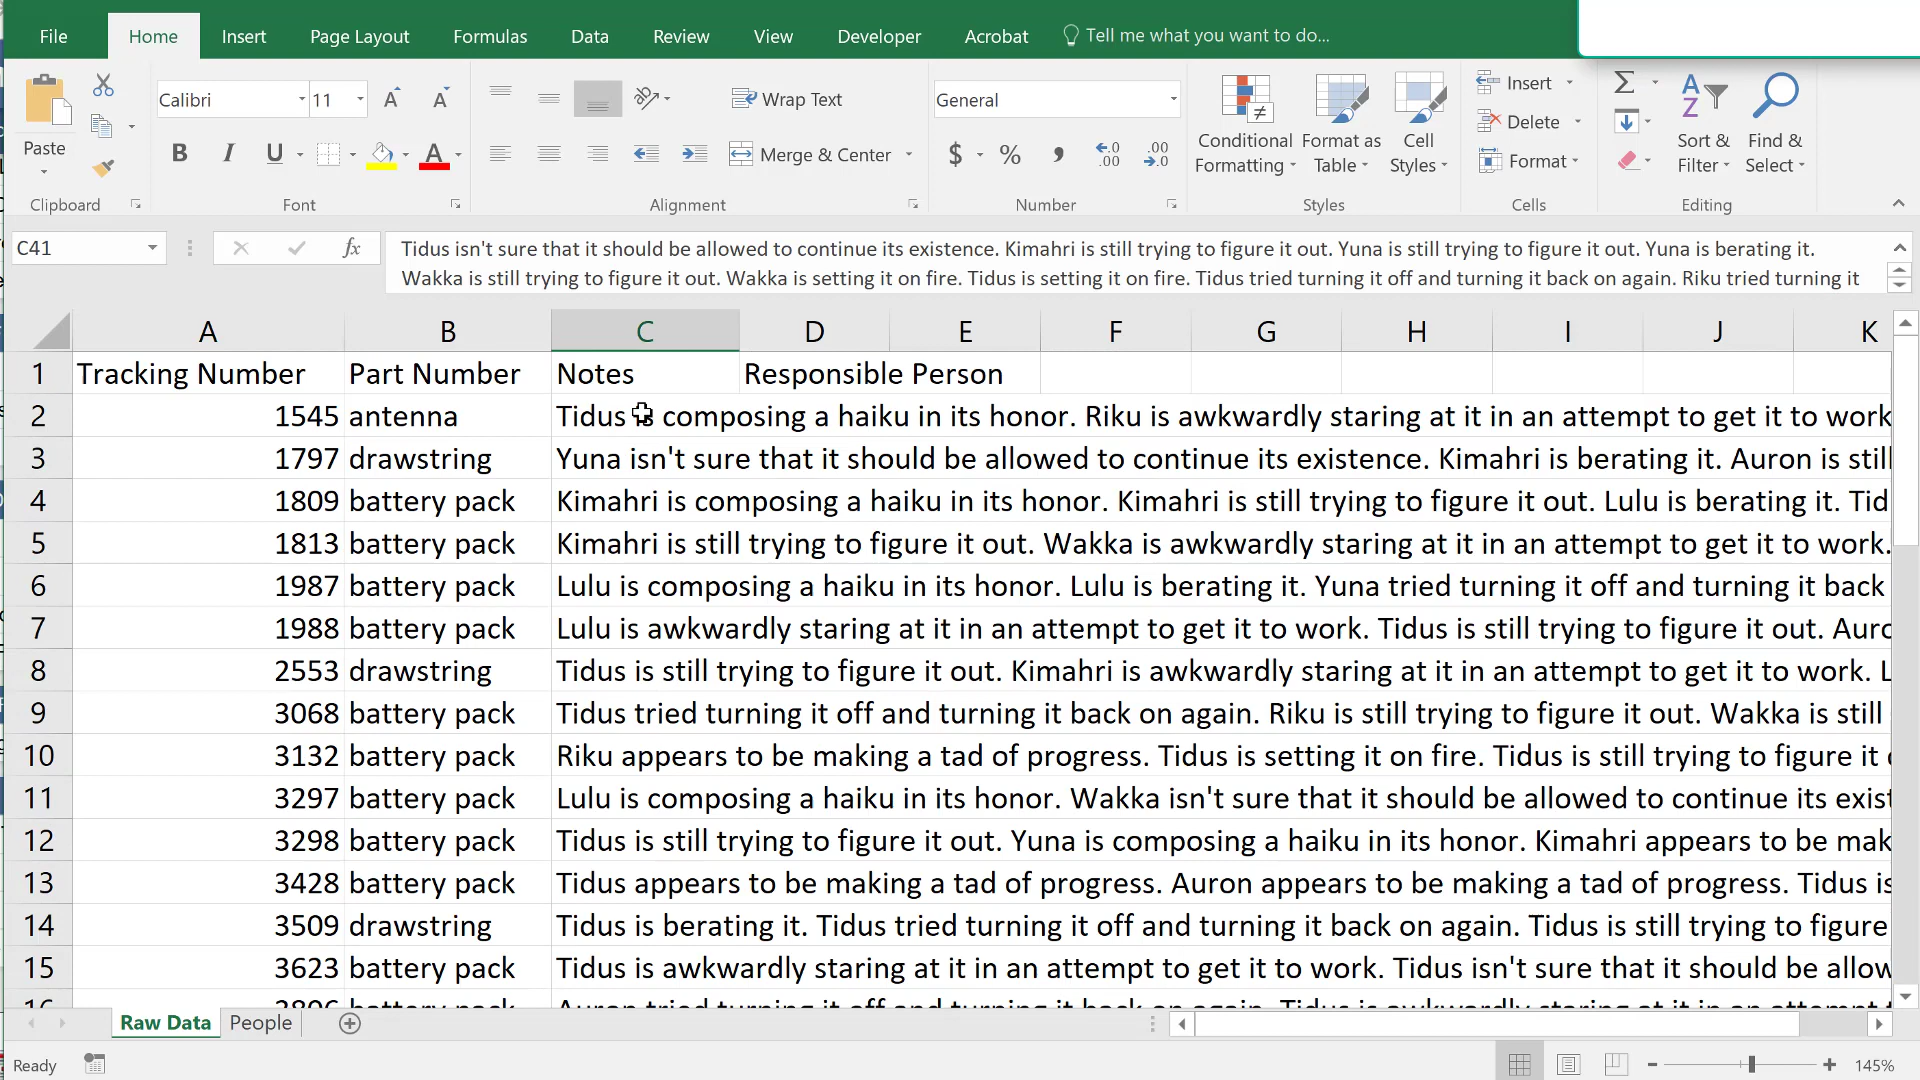 File Home Insert Page Layout Formulas Data Review View Developer Acrobat Tell me what you want to do...
Paste
Clipboard
Calibri 11 A A
B I U A
Font
Wrap Text
Merge & Center
Alignment
General
$ % , .0 .00 .00 .0
Number
Conditional Formatting
Format as Table
Cell Styles
Styles
Insert
Delete
Format
Cells
Σ
A Z
Sort & Filter
Find & Select
Editing
C41 fx Tidus isn't sure that it should be allowed to continue its existence. Kimahri is still trying to figure it out. Yuna is still trying to figure it out. Yuna is berating it.
Wakka is still trying to figure it out. Wakka is setting it on fire. Tidus is setting it on fire. Tidus tried turning it off and turning it back on again. Riku tried turning it
A B C D E F G H I J K
1 Tracking Number Part Number Notes Responsible Person
2 1545 antenna Tidus is composing a haiku in its honor. Riku is awkwardly staring at it in an attempt to get it to work
3 1797 drawstring Yuna isn't sure that it should be allowed to continue its existence. Kimahri is berating it. Auron is still
4 1809 battery pack Kimahri is composing a haiku in its honor. Kimahri is still trying to figure it out. Lulu is berating it. Tid
5 1813 battery pack Kimahri is still trying to figure it out. Wakka is awkwardly staring at it in an attempt to get it to work.
6 1987 battery pack Lulu is composing a haiku in its honor. Lulu is berating it. Yuna tried turning it off and turning it back
7 1988 battery pack Lulu is awkwardly staring at it in an attempt to get it to work. Tidus is still trying to figure it out. Auro
8 2553 drawstring Tidus is still trying to figure it out. Kimahri is awkwardly staring at it in an attempt to get it to work. L
9 3068 battery pack Tidus tried turning it off and turning it back on again. Riku is still trying to figure it out. Wakka is still
10 3132 battery pack Riku appears to be making a tad of progress. Tidus is setting it on fire. Tidus is still trying to figure it
11 3297 battery pack Lulu is composing a haiku in its honor. Wakka isn't sure that it should be allowed to continue its exist
12 3298 battery pack Tidus is still trying to figure it out. Yuna is composing a haiku in its honor. Kimahri appears to be mak
13 3428 battery pack Tidus appears to be making a tad of progress. Auron appears to be making a tad of progress. Tidus is
14 3509 drawstring Tidus is berating it. Tidus tried turning it off and turning it back on again. Tidus is still trying to figure
15 3623 battery pack Tidus is awkwardly staring at it in an attempt to get it to work. Tidus isn't sure that it should be allow
Raw Data People
Ready 145%